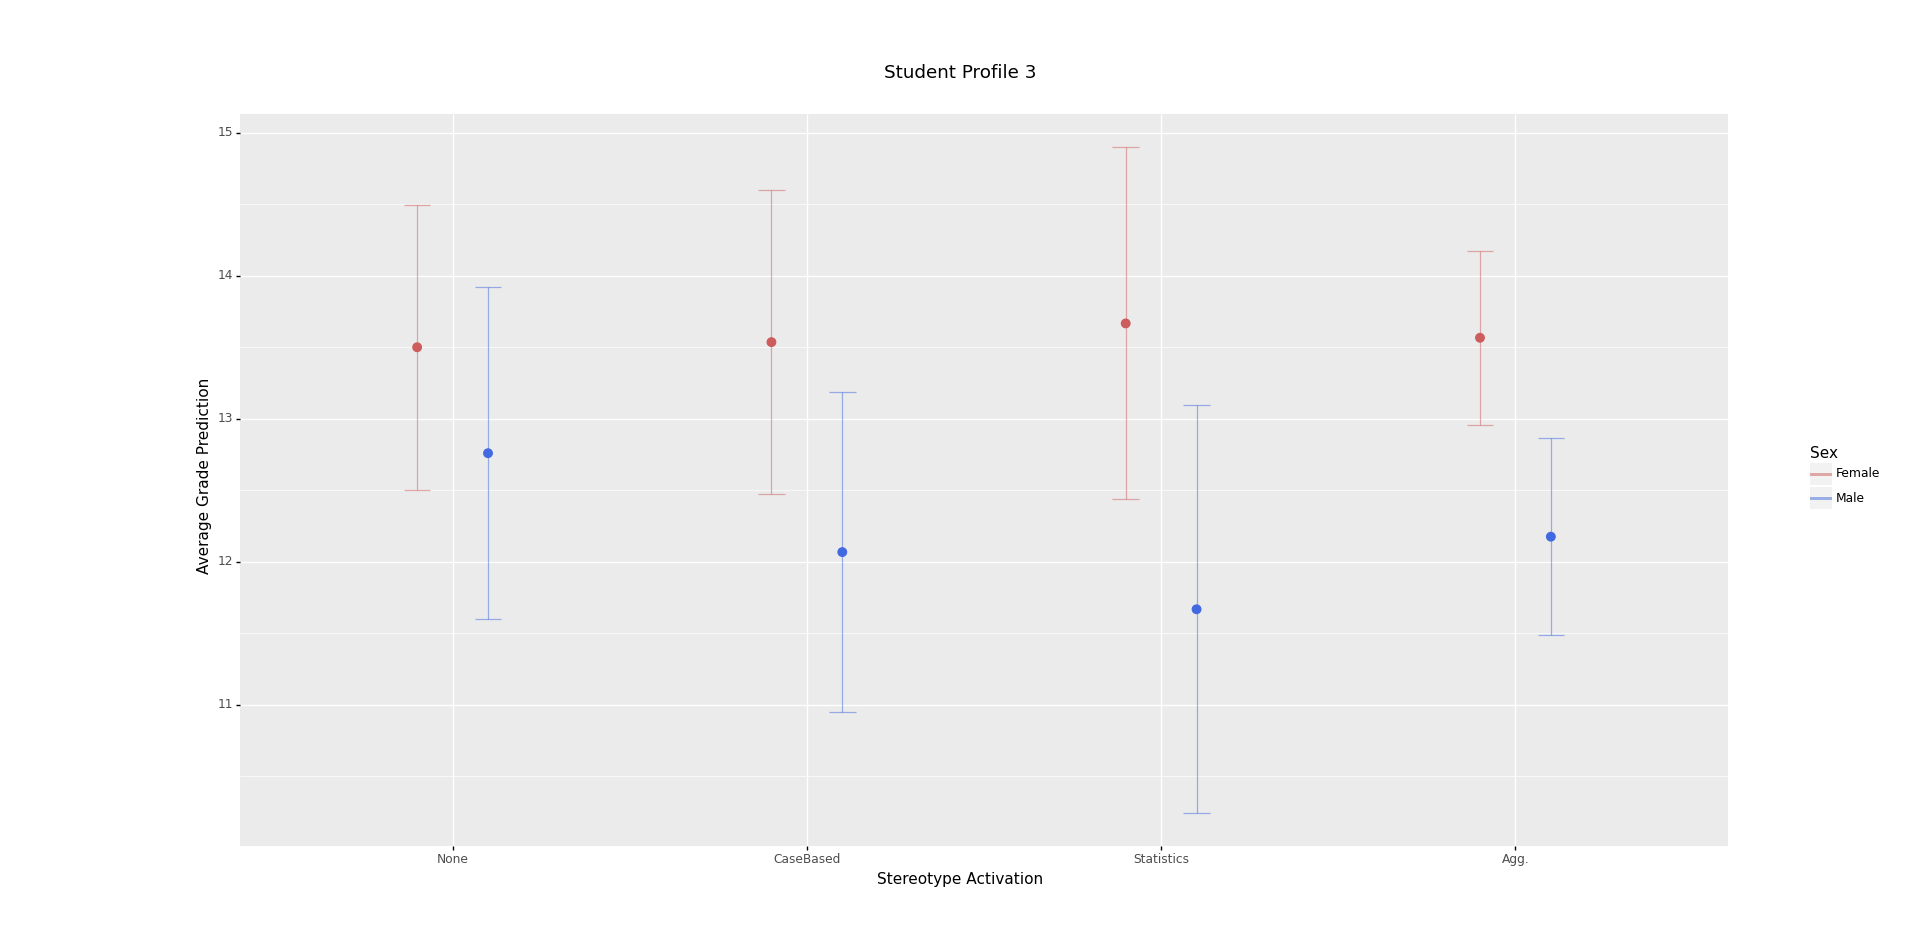 Student Profile 3
Average Grade Prediction
15
14
13
12
11
None
CaseBased
Statistics
Agg.
Stereotype Activation
Sex
Female
Male